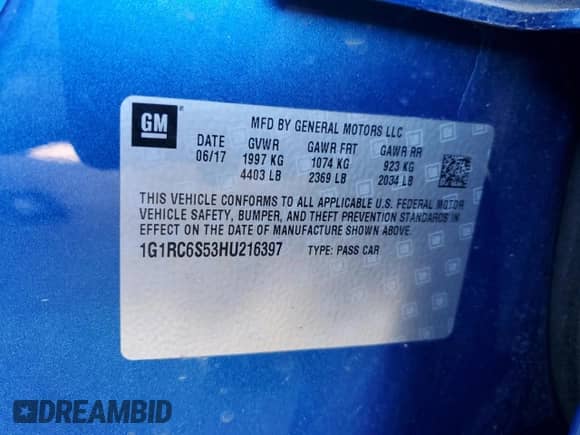 GM
MFD BY GENERAL MOTORS LLC
DATE GVWR GAWR FRT GAWR RR
06/17 1997 KG 1074 KG 923 KG
4403 LB 2369 LB 2034 LB
THIS VEHICLE CONFORMS TO ALL APPLICABLE U.S. FEDERAL MOTOR
VEHICLE SAFETY, BUMPER, AND THEFT PREVENTION STANDARDS IN
EFFECT ON THE DATE OF MANUFACTURE SHOWN ABOVE.
1G1RC6S53HU216397 TYPE: PASS CAR
DREAMBID